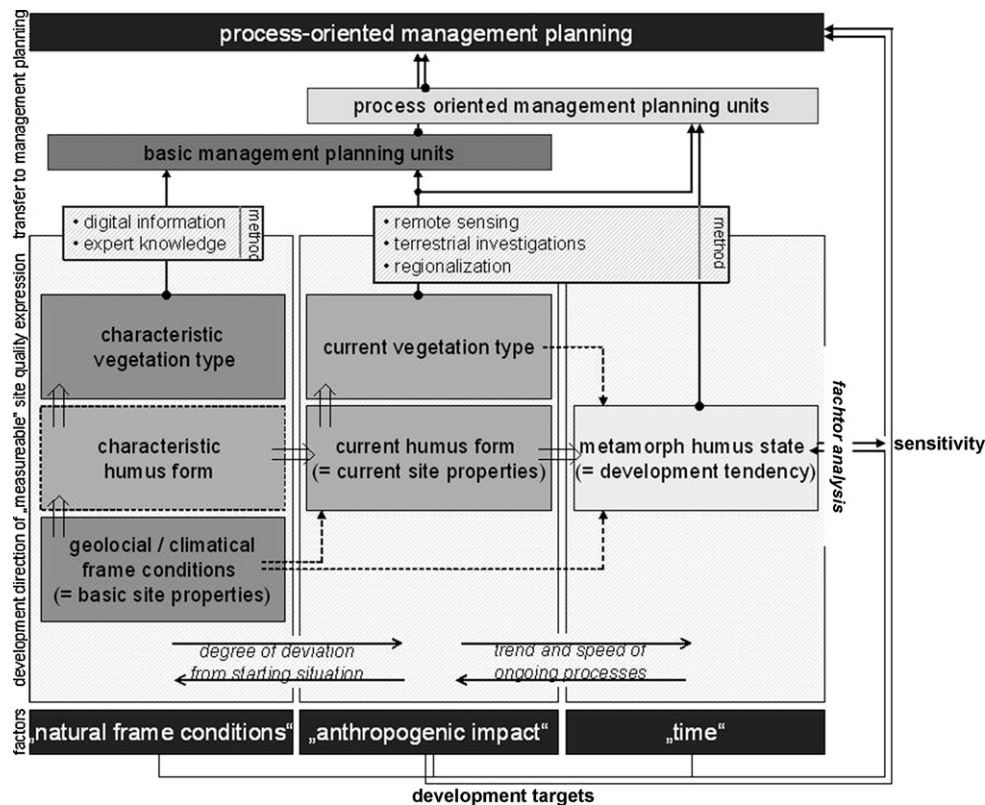 process-oriented management planning
process oriented management planning units
basic management planning units
transfer to management planning
• digital information
• expert knowledge
method
• remote sensing
• terrestrial investigations
• regionalization
method
development direction of „measureable" site quality expression
characteristic
vegetation type
current vegetation type
characteristic
humus form
current humus form
(= current site properties)
metamorph humus state
(= development tendency)
fachtor analysis
sensitivity
geolocial / climatical
frame conditions
(= basic site properties)
degree of deviation
from starting situation
trend and speed of
ongoing processes
factors
„natural frame conditions“
„anthropogenic impact“
„time“
development targets